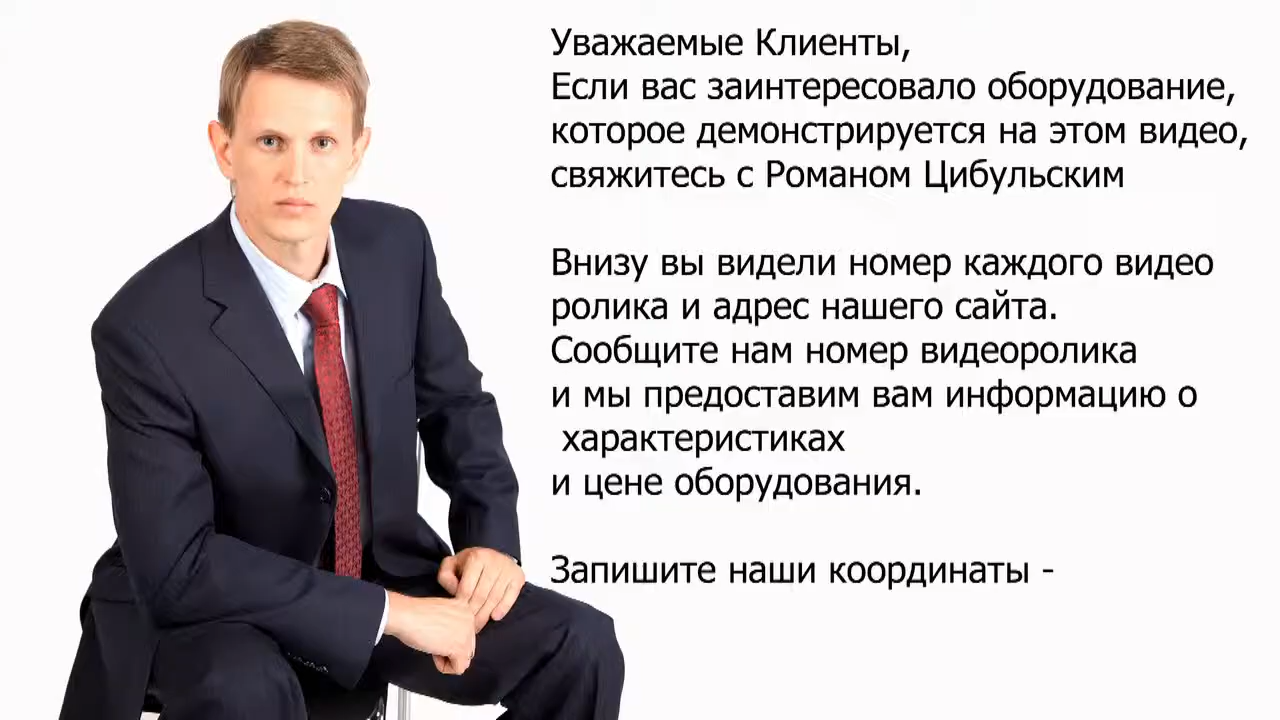 Уважаемые Клиенты,
Если вас заинтересовало оборудование,
которое демонстрируется на этом видео,
свяжитесь с Романом Цибульским
Внизу вы видели номер каждого видео
ролика и адрес нашего сайта.
Сообщите нам номер видеоролика
и мы предоставим вам информацию о
характеристиках
и цене оборудования.
Запишите наши координаты -